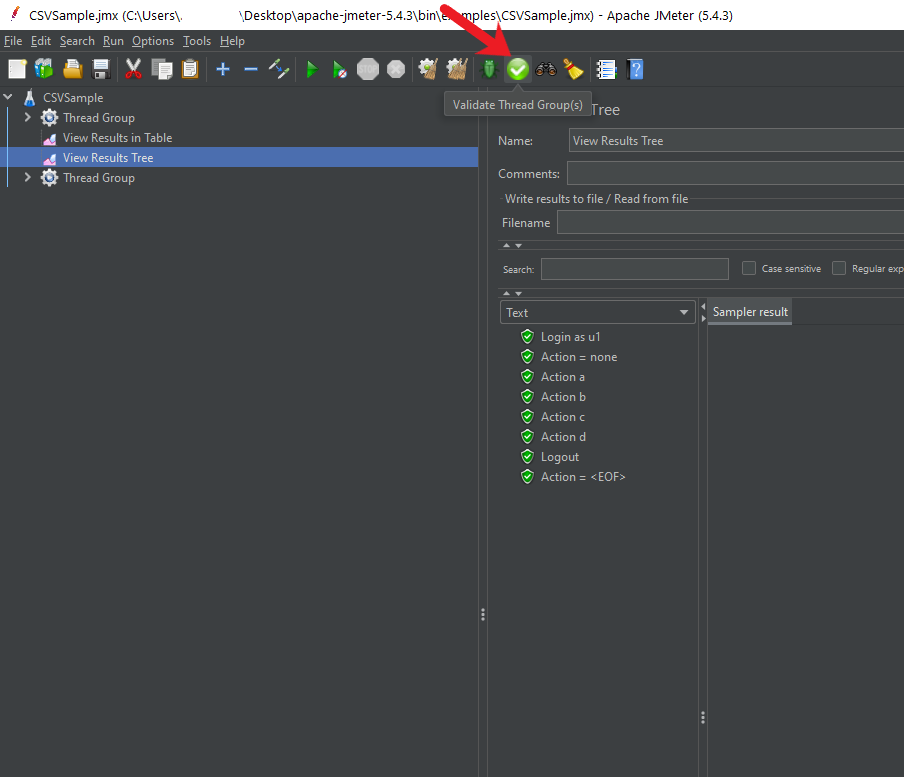 CSVSample.jmx (C:\Users\. \Desktop\apache-jmeter-5.4.3\bin\examples\CSVSample.jmx) - Apache JMeter (5.4.3)
File Edit Search Run Options Tools Help
STOP
CSVSample
Thread Group
View Results in Table
View Results Tree
Thread Group
Validate Thread Group(s)
Tree
Name: View Results Tree
Comments:
Write results to file / Read from file
Filename
Search: Case sensitive Regular exp
Text
Sampler result
Login as u1
Action = none
Action a
Action b
Action c
Action d
Logout
Action = <EOF>